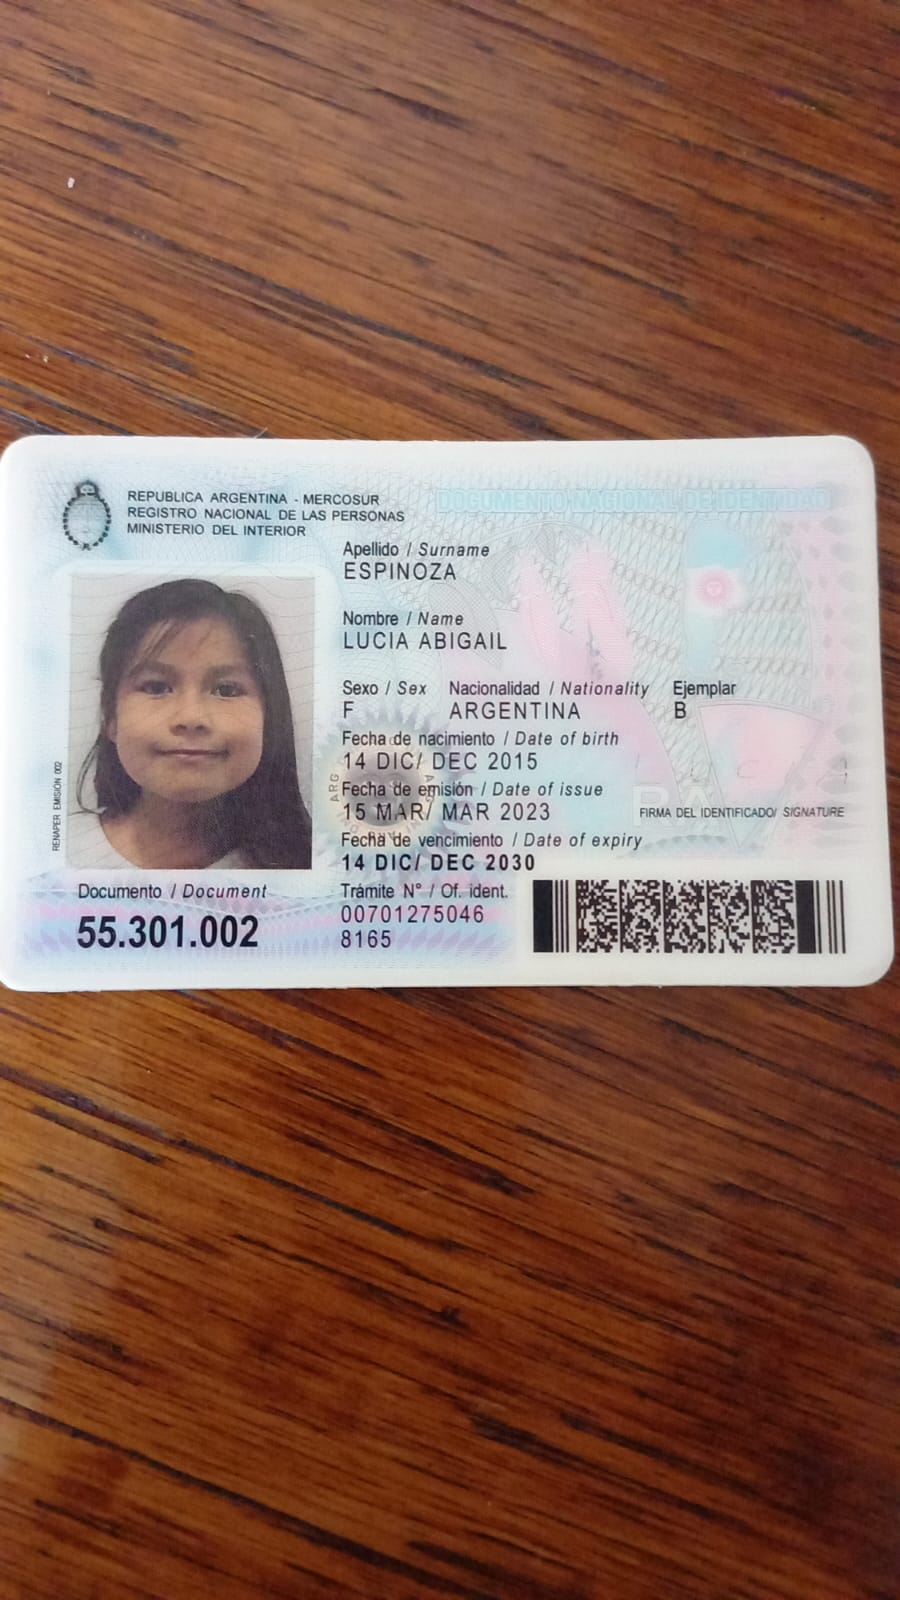 REPUBLICA ARGENTINA - MERCOSUR
REGISTRO NACIONAL DE LAS PERSONAS
MINISTERIO DEL INTERIOR
DOCUMENTO NACIONAL DE IDENTIDAD
Apellido / Surname
ESPINOZA
Nombre / Name
LUCIA ABIGAIL
Sexo / Sex Nacionalidad / Nationality Ejemplar
F ARGENTINA B
Fecha de nacimiento / Date of birth
14 DIC/ DEC 2015
Fecha de emisión / Date of issue
15 MAR/ MAR 2023
RA
FIRMA DEL IDENTIFICADO/ SIGNATURE
Fecha de vencimiento / Date of expiry
14 DIC/ DEC 2030
RENAPER EMISIÓN 002
Documento / Document
55.301.002
Trámite N° / Of. ident.
00701275046
8165